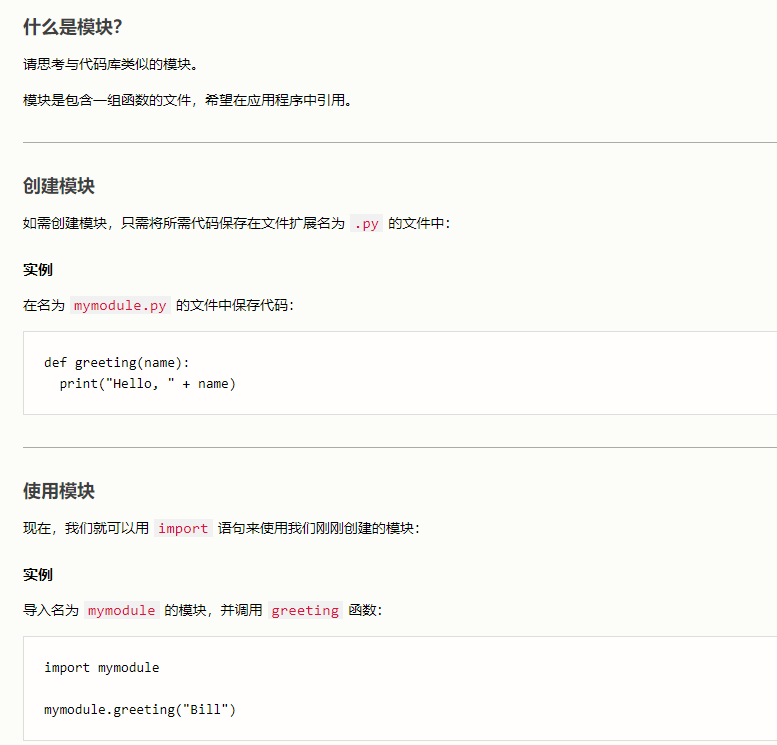 什么是模块？
请思考与代码库类似的模块。
模块是包含一组函数的文件，希望在应用程序中引用。
创建模块
如需创建模块，只需将所需代码保存在文件扩展名为 .py 的文件中：
实例
在名为 mymodule.py 的文件中保存代码：
def greeting(name):
  print("Hello, " + name)
使用模块
现在，我们就可以用 import 语句来使用我们刚刚创建的模块：
实例
导入名为 mymodule 的模块，并调用 greeting 函数：
import mymodule
mymodule.greeting("Bill")